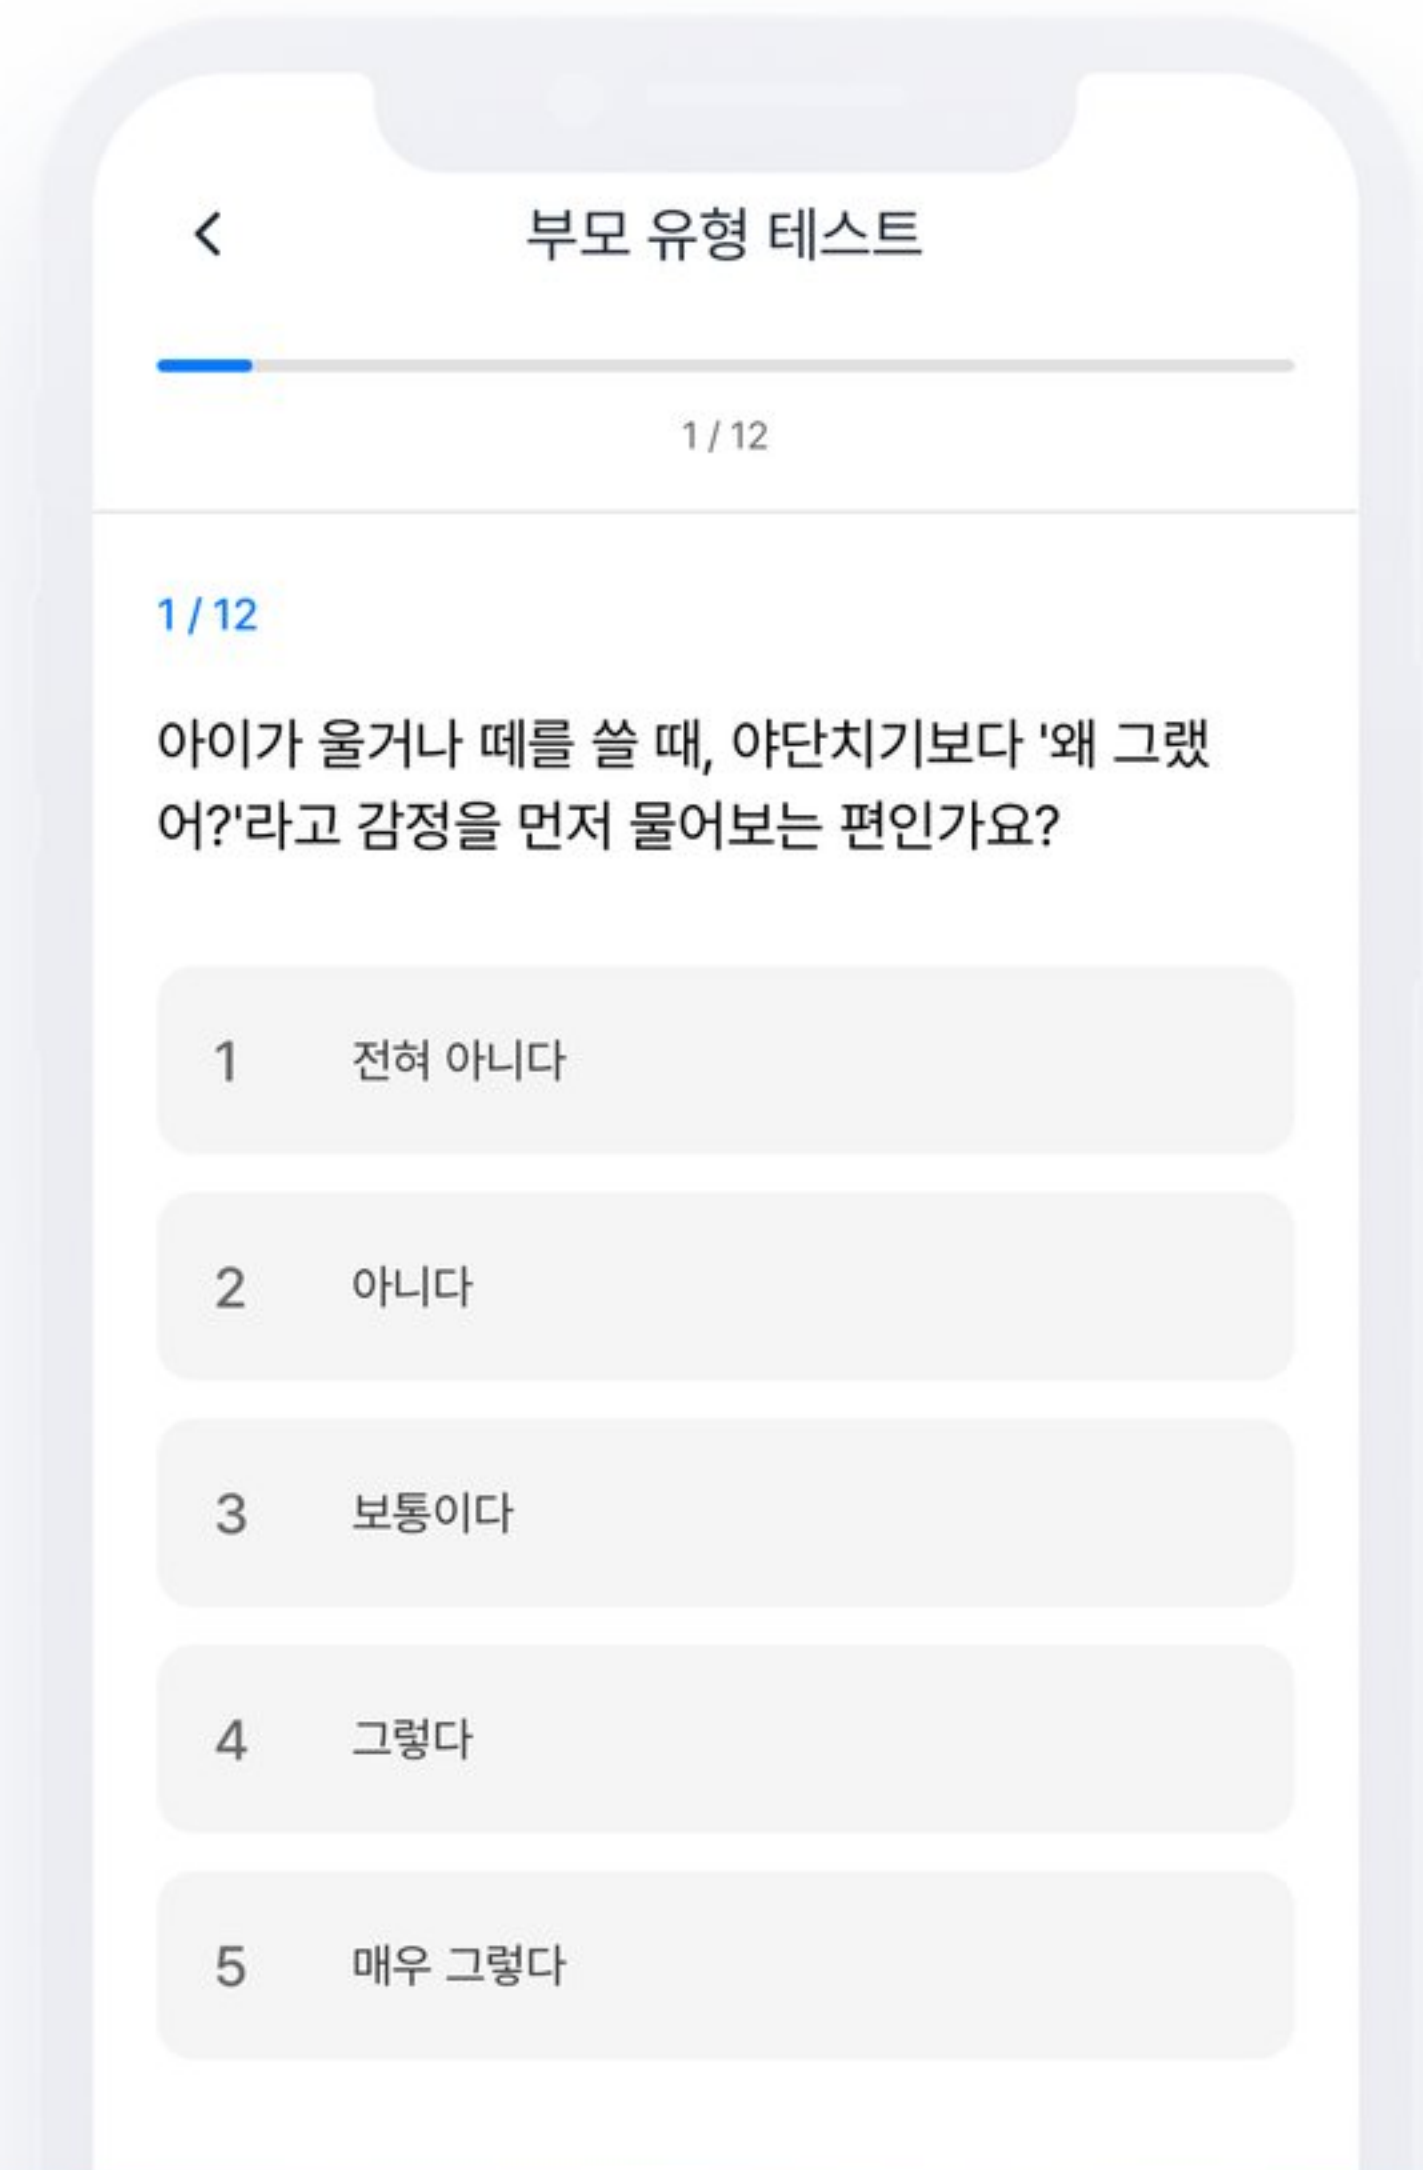 부모 유형 테스트
1 / 12
1 / 12
아이가 울거나 떼를 쓸 때, 야단치기보다 '왜 그랬
어?'라고 감정을 먼저 물어보는 편인가요?
1 전혀 아니다
2 아니다
3 보통이다
4 그렇다
5 매우 그렇다